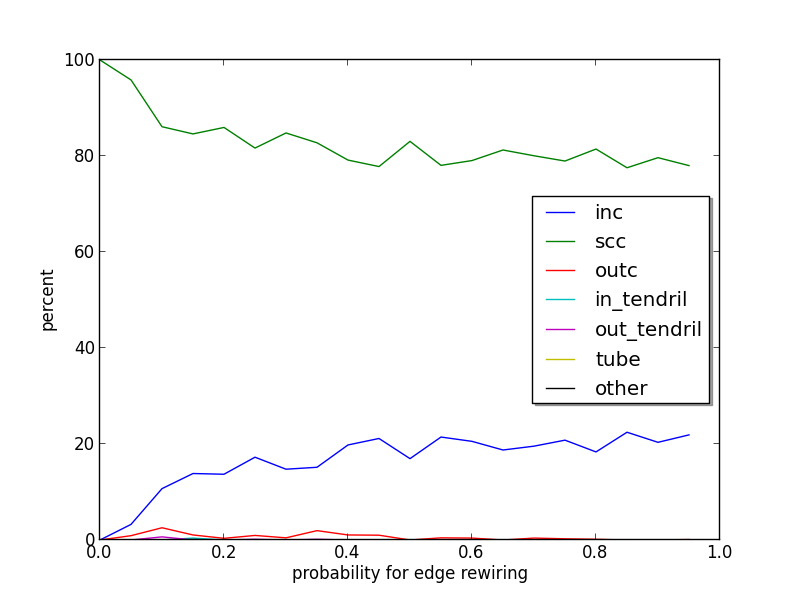 100
80
60
40
20
0
percent
inc
scc
outc
in_tendril
out_tendril
tube
other
0.0 0.2 0.4 0.6 0.8 1.0
probability for edge rewiring